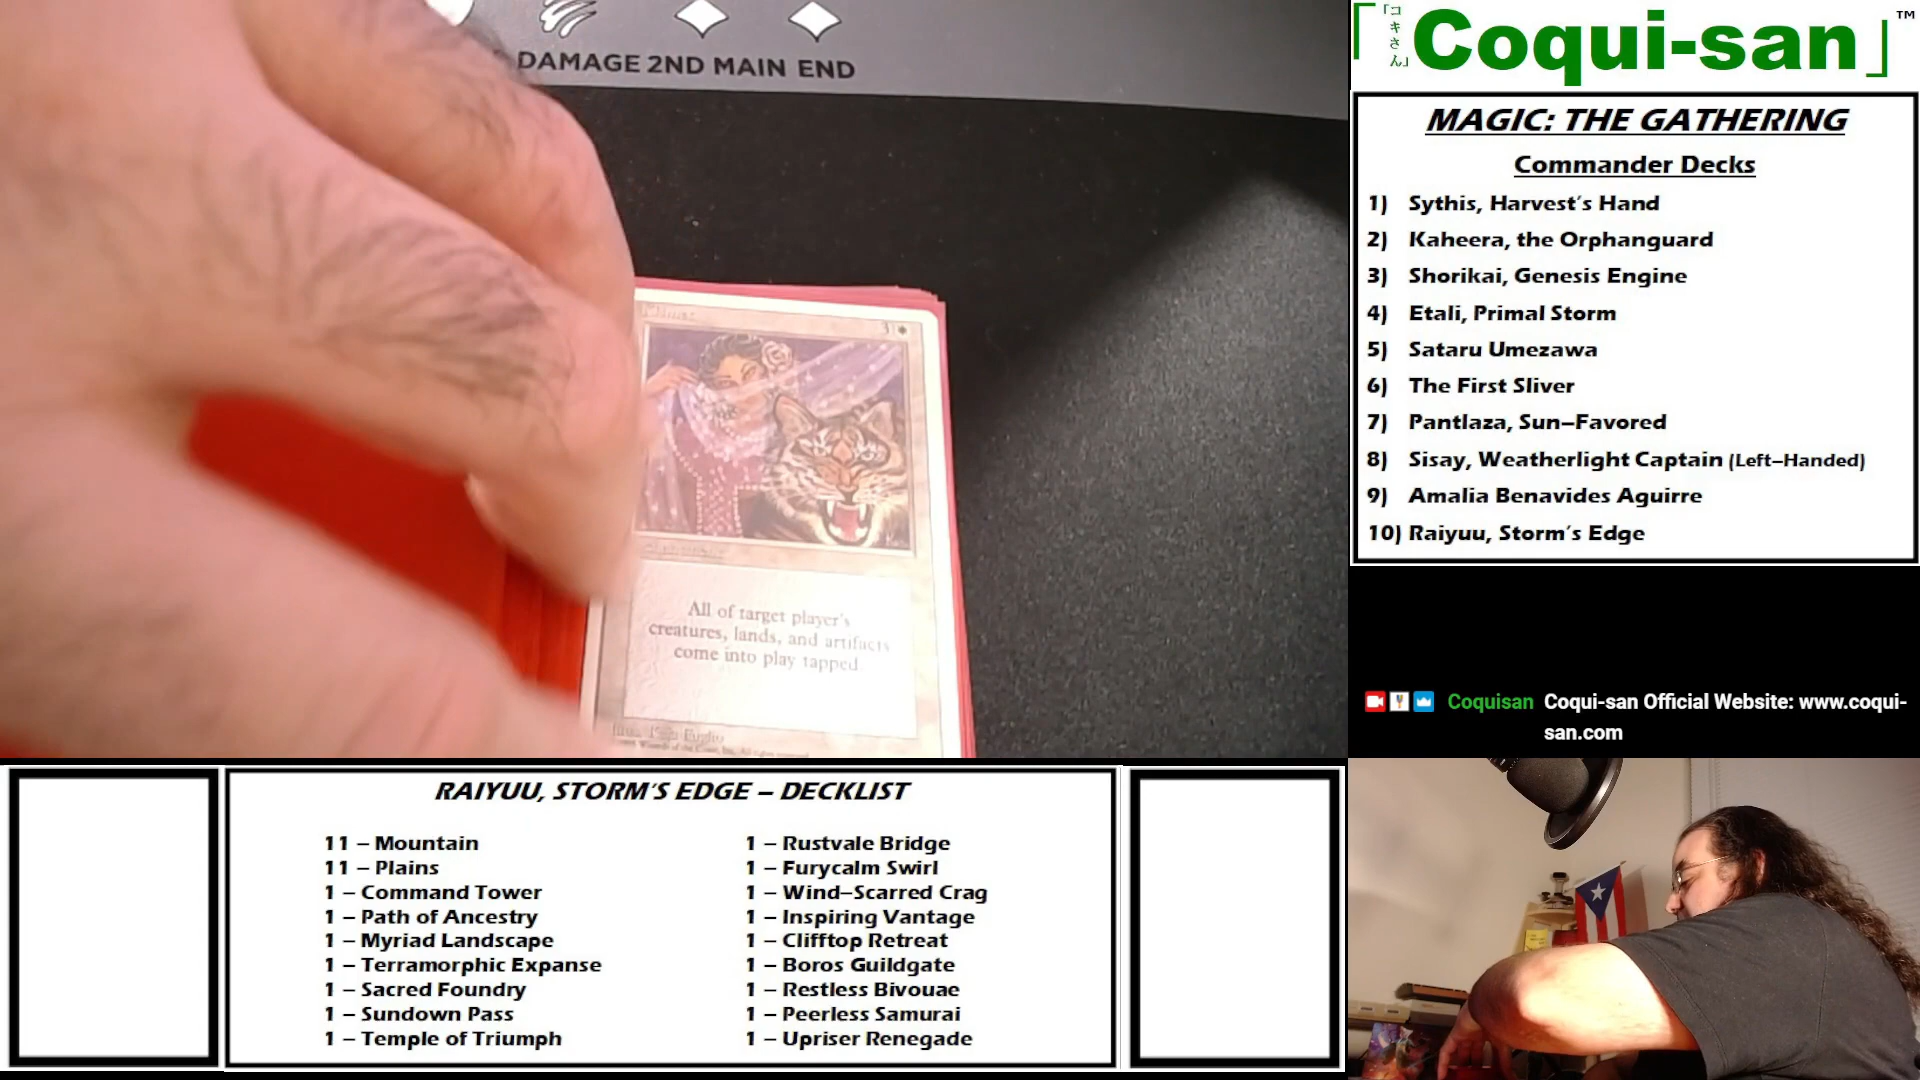 DAMAGE 2ND MAIN END
3
All of target player's
creatures, lands, and artifacts
come into play tapped
「コキさん」
Coqui-san
™
MAGIC: THE GATHERING
Commander Decks
1) Sythis, Harvest's Hand
2) Kaheera, the Orphanguard
3) Shorikai, Genesis Engine
4) Etali, Primal Storm
5) Sataru Umezawa
6) The First Sliver
7) Pantlaza, Sun–Favored
8) Sisay, Weatherlight Captain (Left–Handed)
9) Amalia Benavides Aguirre
10) Raiyuu, Storm's Edge
Coquisan Coqui-san Official Website: www.coqui-
san.com
RAIYUU, STORM'S EDGE – DECKLIST
11 – Mountain
11 – Plains
1 – Command Tower
1 – Path of Ancestry
1 – Myriad Landscape
1 – Terramorphic Expanse
1 – Sacred Foundry
1 – Sundown Pass
1 – Temple of Triumph
1 – Rustvale Bridge
1 – Furycalm Swirl
1 – Wind–Scarred Crag
1 – Inspiring Vantage
1 – Clifftop Retreat
1 – Boros Guildgate
1 – Restless Bivouae
1 – Peerless Samurai
1 – Upriser Renegade